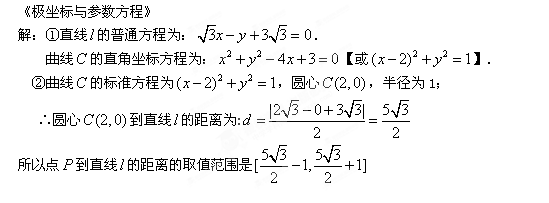 《极坐标与参数方程》
解：①直线l的普通方程为：√3x-y+3√3=0．
曲线C的直角坐标方程为：x²+y²-4x+3=0【或(x-2)²+y²=1】．
②曲线C的标准方程为(x-2)²+y²=1，圆心C(2,0)，半径为1；
∴圆心C(2,0)到直线l的距离为:d=|2√3-0+3√3|/2=5√3/2
所以点P到直线l的距离的取值范围是[5√3/2-1,5√3/2+1]